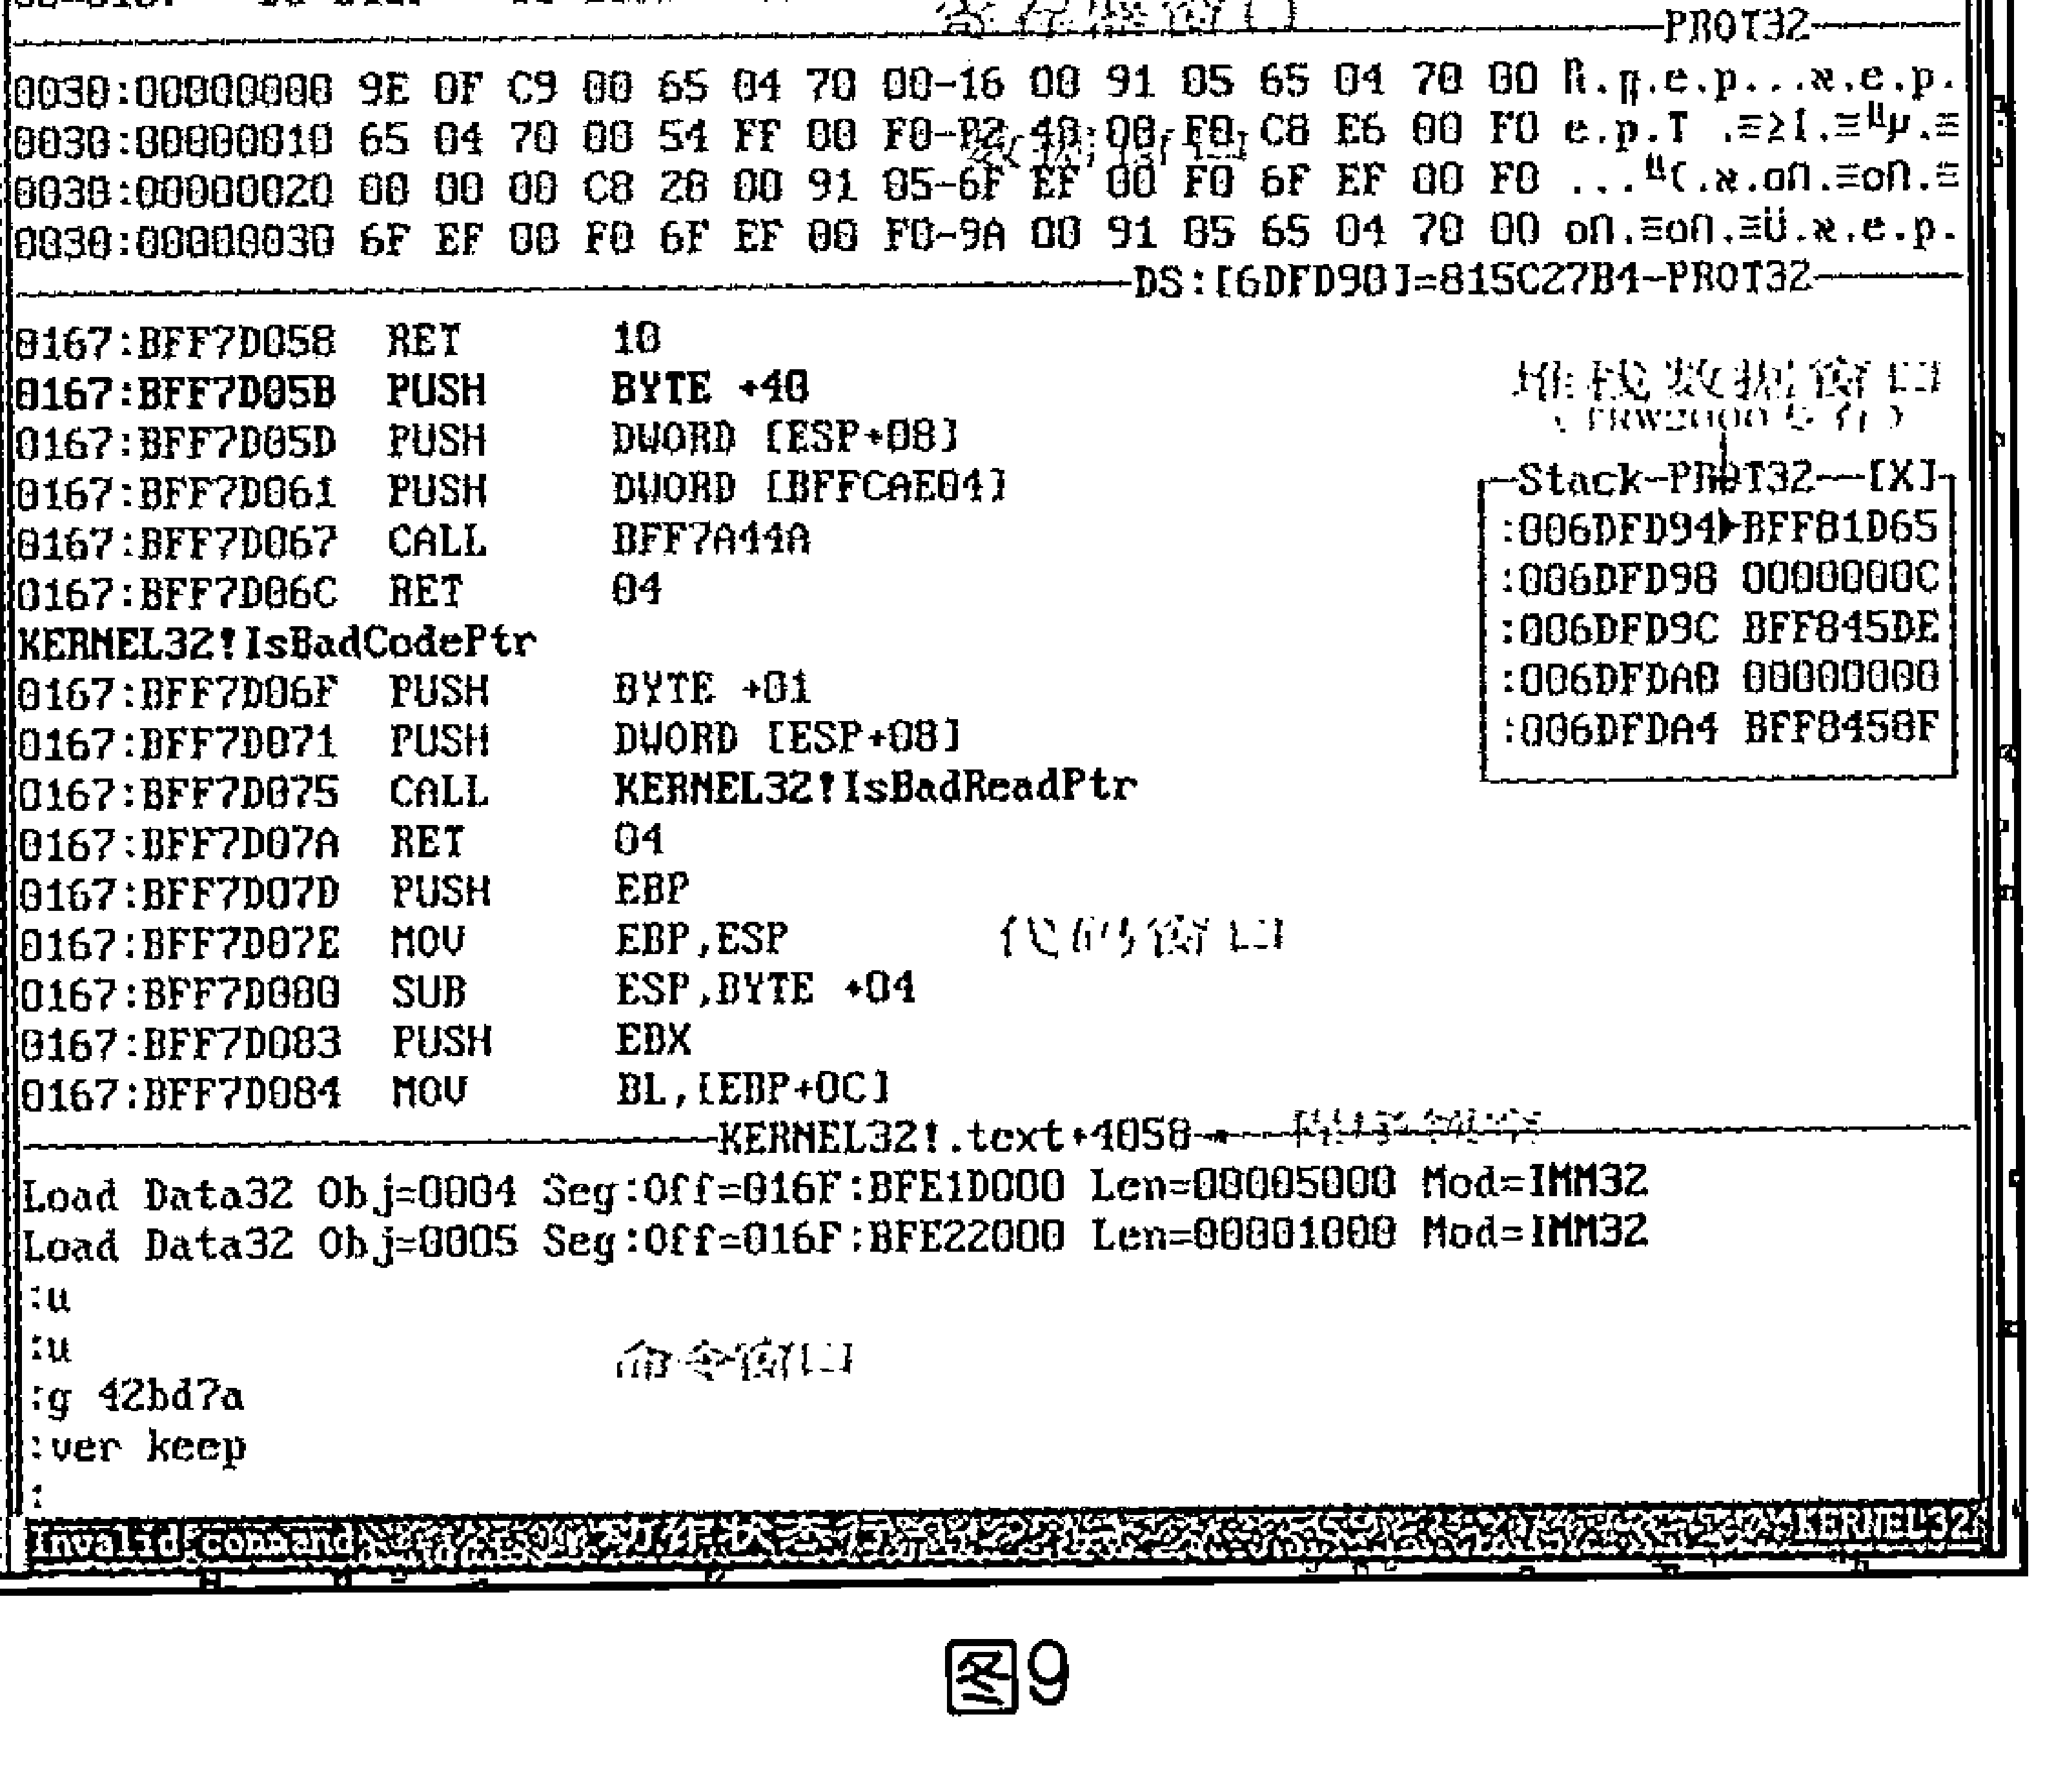 PROT32
0030:00000000 9E 0F C9 00 65 04 70 00-16 00 91 05 65 04 70 00 .e.p...א.e.p.
0030:00000010 65 04 70 00 54 FF 00 F0- 00 F0 C8 E6 00 F0 e.p.T
0030:00000020 00 00 00 C8 28 00 91 05-6F EF 00 F0 6F EF 00 F0
0030:00000030 6F EF 00 F0 6F EF 00 F0-9A 00 91 05 65 04 70 00 o∩.≡o∩.≡Ü.א.e.p.
DS:[6DFD90]=815C27B4-PROT32
0167:BFF7D058 RET 10
0167:BFF7D05B PUSH BYTE +40
0167:BFF7D05D PUSH DWORD [ESP+08]
0167:BFF7D061 PUSH DWORD [BFFCAE04]
0167:BFF7D067 CALL BFF7A44A
0167:BFF7D06C RET 04
KERNEL32!IsBadCodePtr
0167:BFF7D06F PUSH BYTE +01
0167:BFF7D071 PUSH DWORD [ESP+08]
0167:BFF7D075 CALL KERNEL32!IsBadReadPtr
0167:BFF7D07A RET 04
0167:BFF7D07D PUSH EBP
0167:BFF7D07E MOV EBP,ESP
0167:BFF7D080 SUB ESP,BYTE +04
0167:BFF7D083 PUSH EBX
0167:BFF7D084 MOV BL,[EBP+0C]
堆栈数据窗口
Stack-PROT32-[X]
:006DFD94 BFF81D65
:006DFD98 0000000C
:006DFD9C BFF845DE
:006DFDA0 00000000
:006DFDA4 BFF8458F
代码窗口
KERNEL32!.text+4058
Load Data32 Obj=0004 Seg:Off=016F:BFE1D000 Len=00005000 Mod=IMM32
Load Data32 Obj=0005 Seg:Off=016F:BFE22000 Len=00001000 Mod=IMM32
:u
:u
命令窗口
:g 42bd7a
:ver keep
:
Invalid command KERNEL32
图9